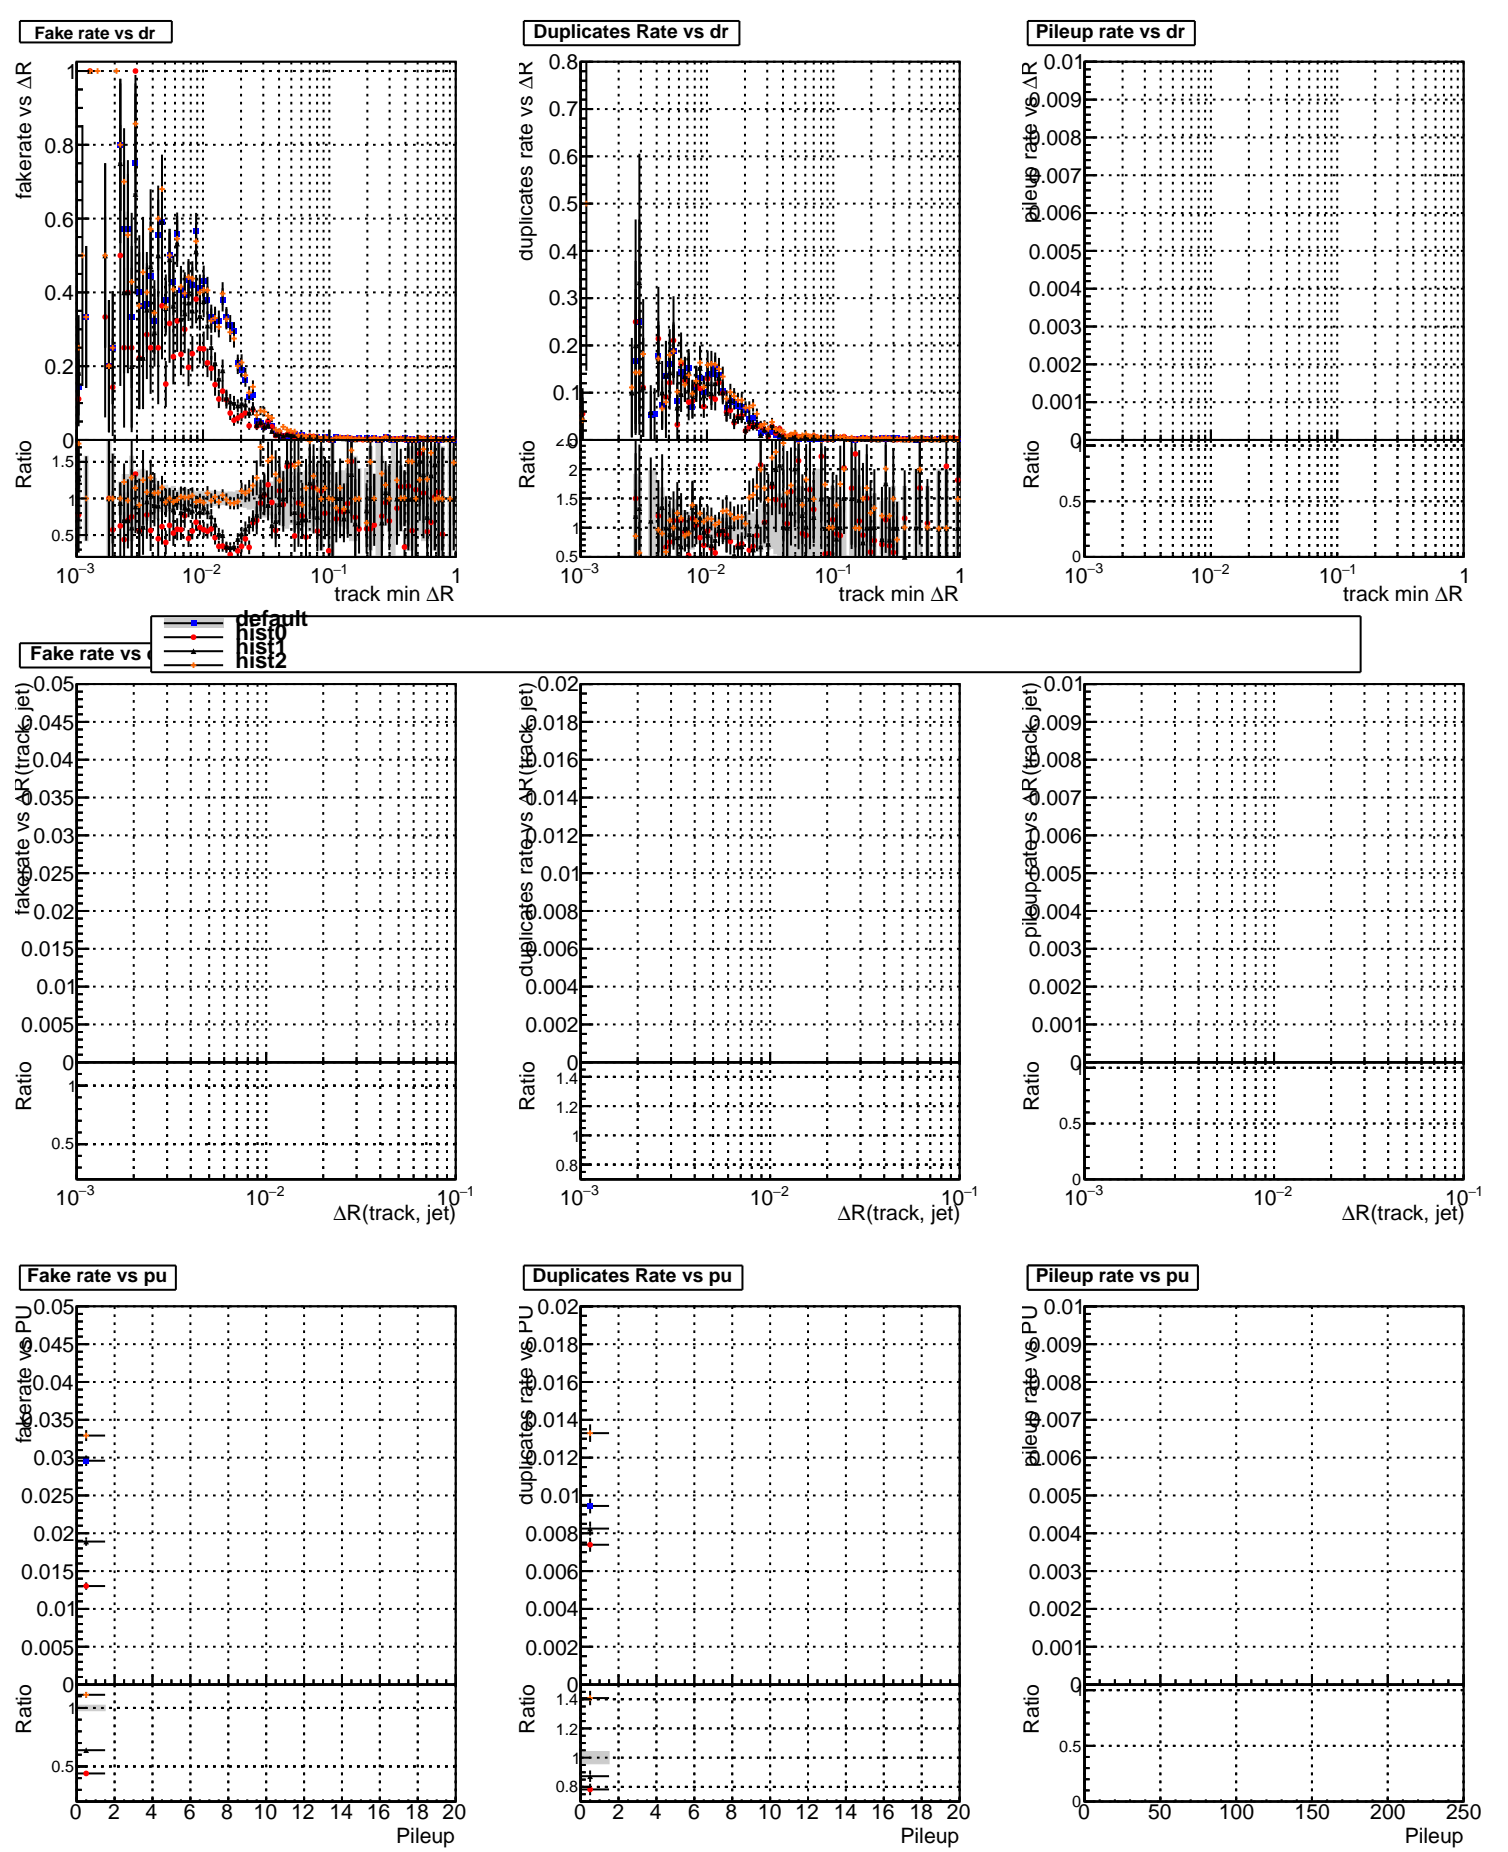 Fake rate vs dr
Duplicates Rate vs dr
Pileup rate vs dr
fakerate vs ΔR
1
0.8
0.6
0.4
0.2
0
Ratio
1.5
1
0.5
10⁻³ 10⁻² 10⁻¹ 1
track min ΔR
duplicates rate vs ΔR
0.8
0.7
0.6
0.5
0.4
0.3
0.2
0.1
0
Ratio
2
1.5
1
0.5
10⁻³ 10⁻² 10⁻¹ 1
track min ΔR
pileup rate vs ΔR
0.01
0.009
0.008
0.007
0.006
0.005
0.004
0.003
0.002
0.001
0
Ratio
1
0.5
0
10⁻³ 10⁻² 10⁻¹ 1
track min ΔR
default
hist0
hist1
hist2
Fake rate vs
fakerate vs ΔR(track, jet)
0.05
0.045
0.04
0.035
0.03
0.025
0.02
0.015
0.01
0.005
0
Ratio
1
0.5
10⁻³ 10⁻² 10⁻¹
ΔR(track, jet)
duplicates rate vs ΔR(track, jet)
0.02
0.018
0.016
0.014
0.012
0.01
0.008
0.006
0.004
0.002
0
Ratio
1.4
1.2
1
0.8
10⁻³ 10⁻² 10⁻¹
ΔR(track, jet)
pileup rate vs ΔR(track, jet)
0.01
0.009
0.008
0.007
0.006
0.005
0.004
0.003
0.002
0.001
0
Ratio
1
0.5
0
10⁻³ 10⁻² 10⁻¹
ΔR(track, jet)
Fake rate vs pu
Duplicates Rate vs pu
Pileup rate vs pu
fakerate vs PU
0.05
0.045
0.04
0.035
0.03
0.025
0.02
0.015
0.01
0.005
0
Ratio
1
0.5
0 2 4 6 8 10 12 14 16 18 20
Pileup
duplicates rate vs PU
0.02
0.018
0.016
0.014
0.012
0.01
0.008
0.006
0.004
0.002
0
Ratio
1.4
1.2
1
0.8
0 2 4 6 8 10 12 14 16 18 20
Pileup
pileup rate vs PU
0.01
0.009
0.008
0.007
0.006
0.005
0.004
0.003
0.002
0.001
0
Ratio
1
0.5
0
0 50 100 150 200 250
Pileup